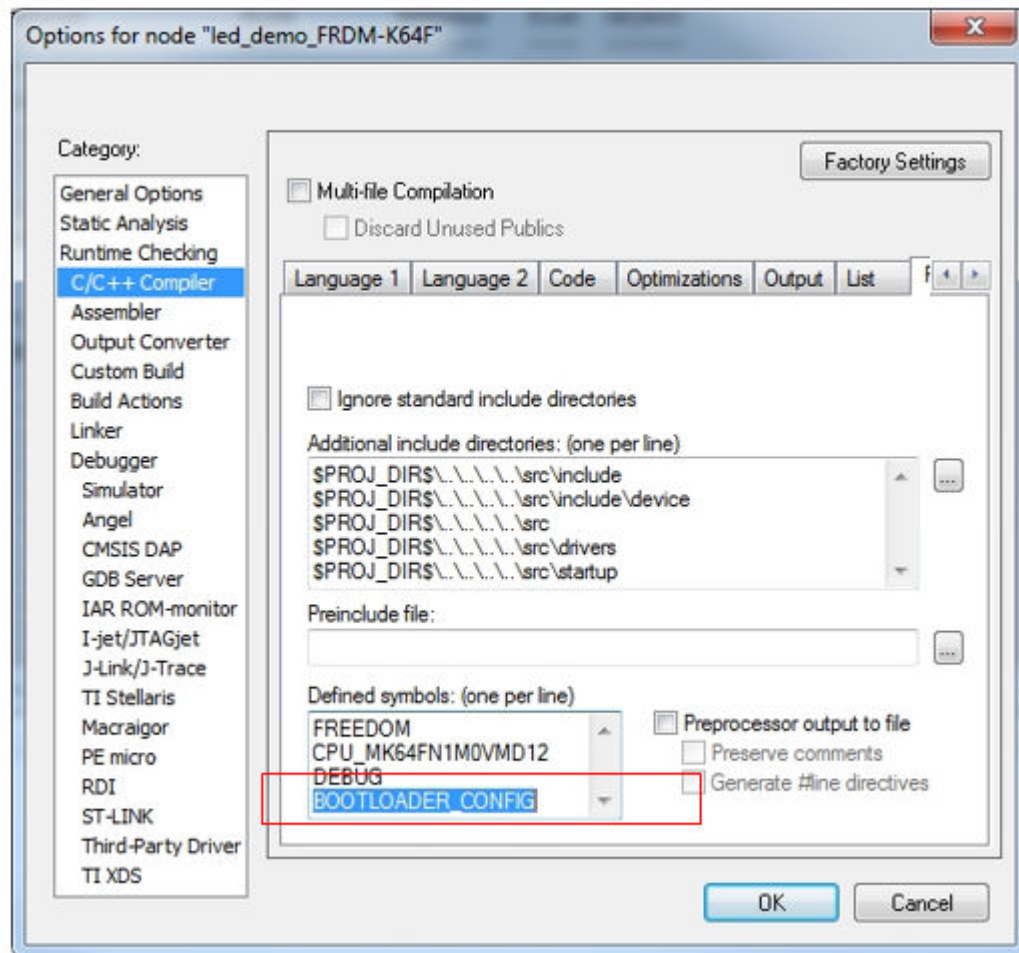 Options for node "led_demo_FRDM-K64F"
Category:
Factory Settings
General Options
Static Analysis
Runtime Checking
C/C++ Compiler
Assembler
Output Converter
Custom Build
Build Actions
Linker
Debugger
Simulator
Angel
CMSIS DAP
GDB Server
IAR ROM-monitor
I-jet/JTAGjet
J-Link/J-Trace
TI Stellaris
Macraigor
PE micro
RDI
ST-LINK
Third-Party Driver
TI XDS
Multi-file Compilation
Discard Unused Publics
Language 1 Language 2 Code Optimizations Output List
Ignore standard include directories
Additional include directories: (one per line)
$PROJ_DIR$\..\..\..\..\src\include
$PROJ_DIR$\..\..\..\..\src\include\device
$PROJ_DIR$\..\..\..\..\src
$PROJ_DIR$\..\..\..\..\src\drivers
$PROJ_DIR$\..\..\..\..\src\startup
...
Preinclude file:
...
Defined symbols: (one per line)
FREEDOM
CPU_MK64FN1M0VMD12
DEBUG
BOOTLOADER_CONFIG
Preprocessor output to file
Preserve comments
Generate #line directives
OK Cancel